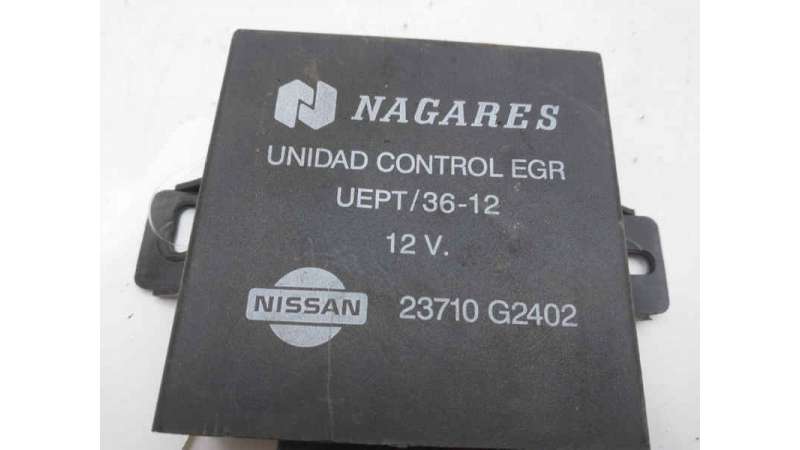 NAGARES
UNIDAD CONTROL EGR
UEPT/36-12
12 V.
NISSAN 23710 G2402